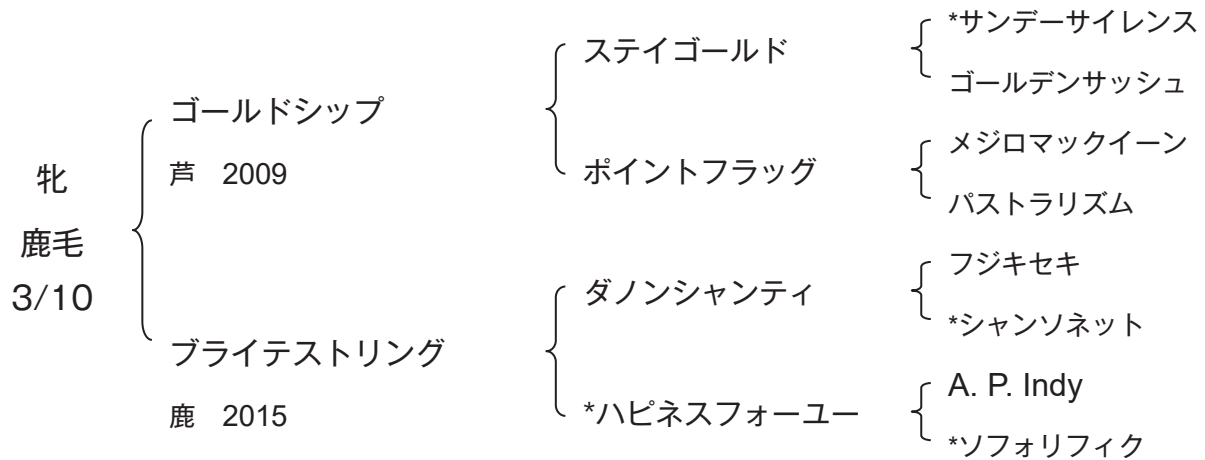 牝
鹿毛
3/10
ゴールドシップ
芦 2009
ブライテストリング
鹿 2015
ステイゴールド
ポイントフラッグ
ダノンシャンティ
*ハピネスフォーユー
*サンデーサイレンス
ゴールデンサッシュ
メジロマックイーン
パストラリズム
フジキセキ
*シャンソネット
A. P. Indy
*ソフォリフィク